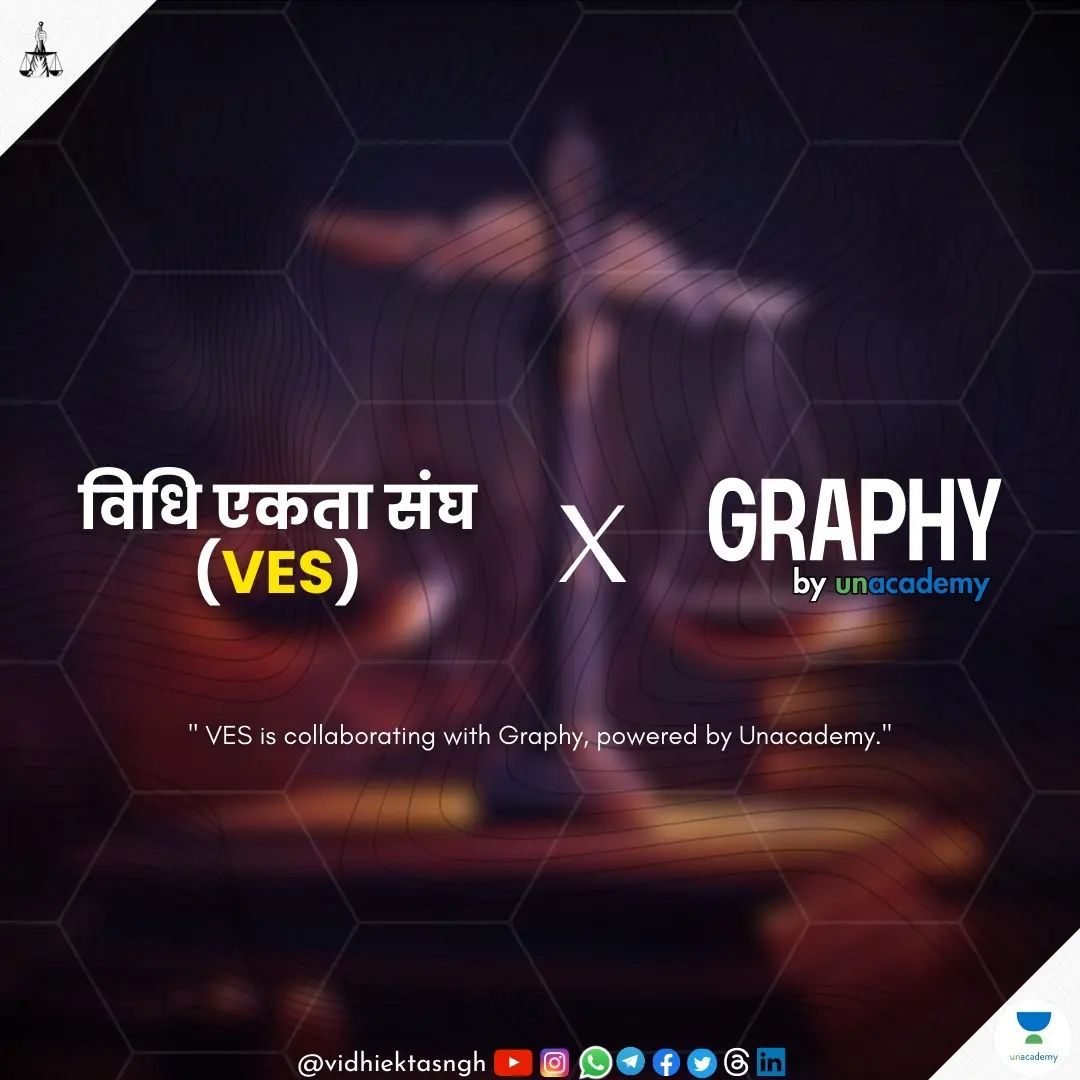 विधि एकता संघ
(VES)
X
GRAPHY
by unacademy
" VES is collaborating with Graphy, powered by Unacademy."
@vidhiektasngh
unacademy